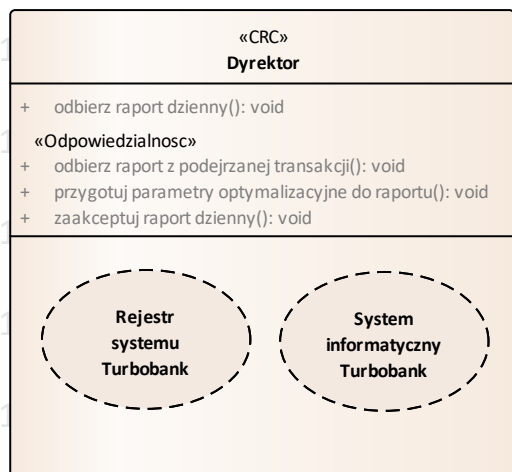 «CRC»
Dyrektor
+ odbierz raport dzienny(): void
«Odpowiedzialnosc»
+ odbierz raport z podejrzanej transakcji(): void
+ przygotuj parametry optymalizacyjne do raportu(): void
+ zaakceptuj raport dzienny(): void
Rejestr
systemu
Turbobank
System
informatyczny
Turbobank